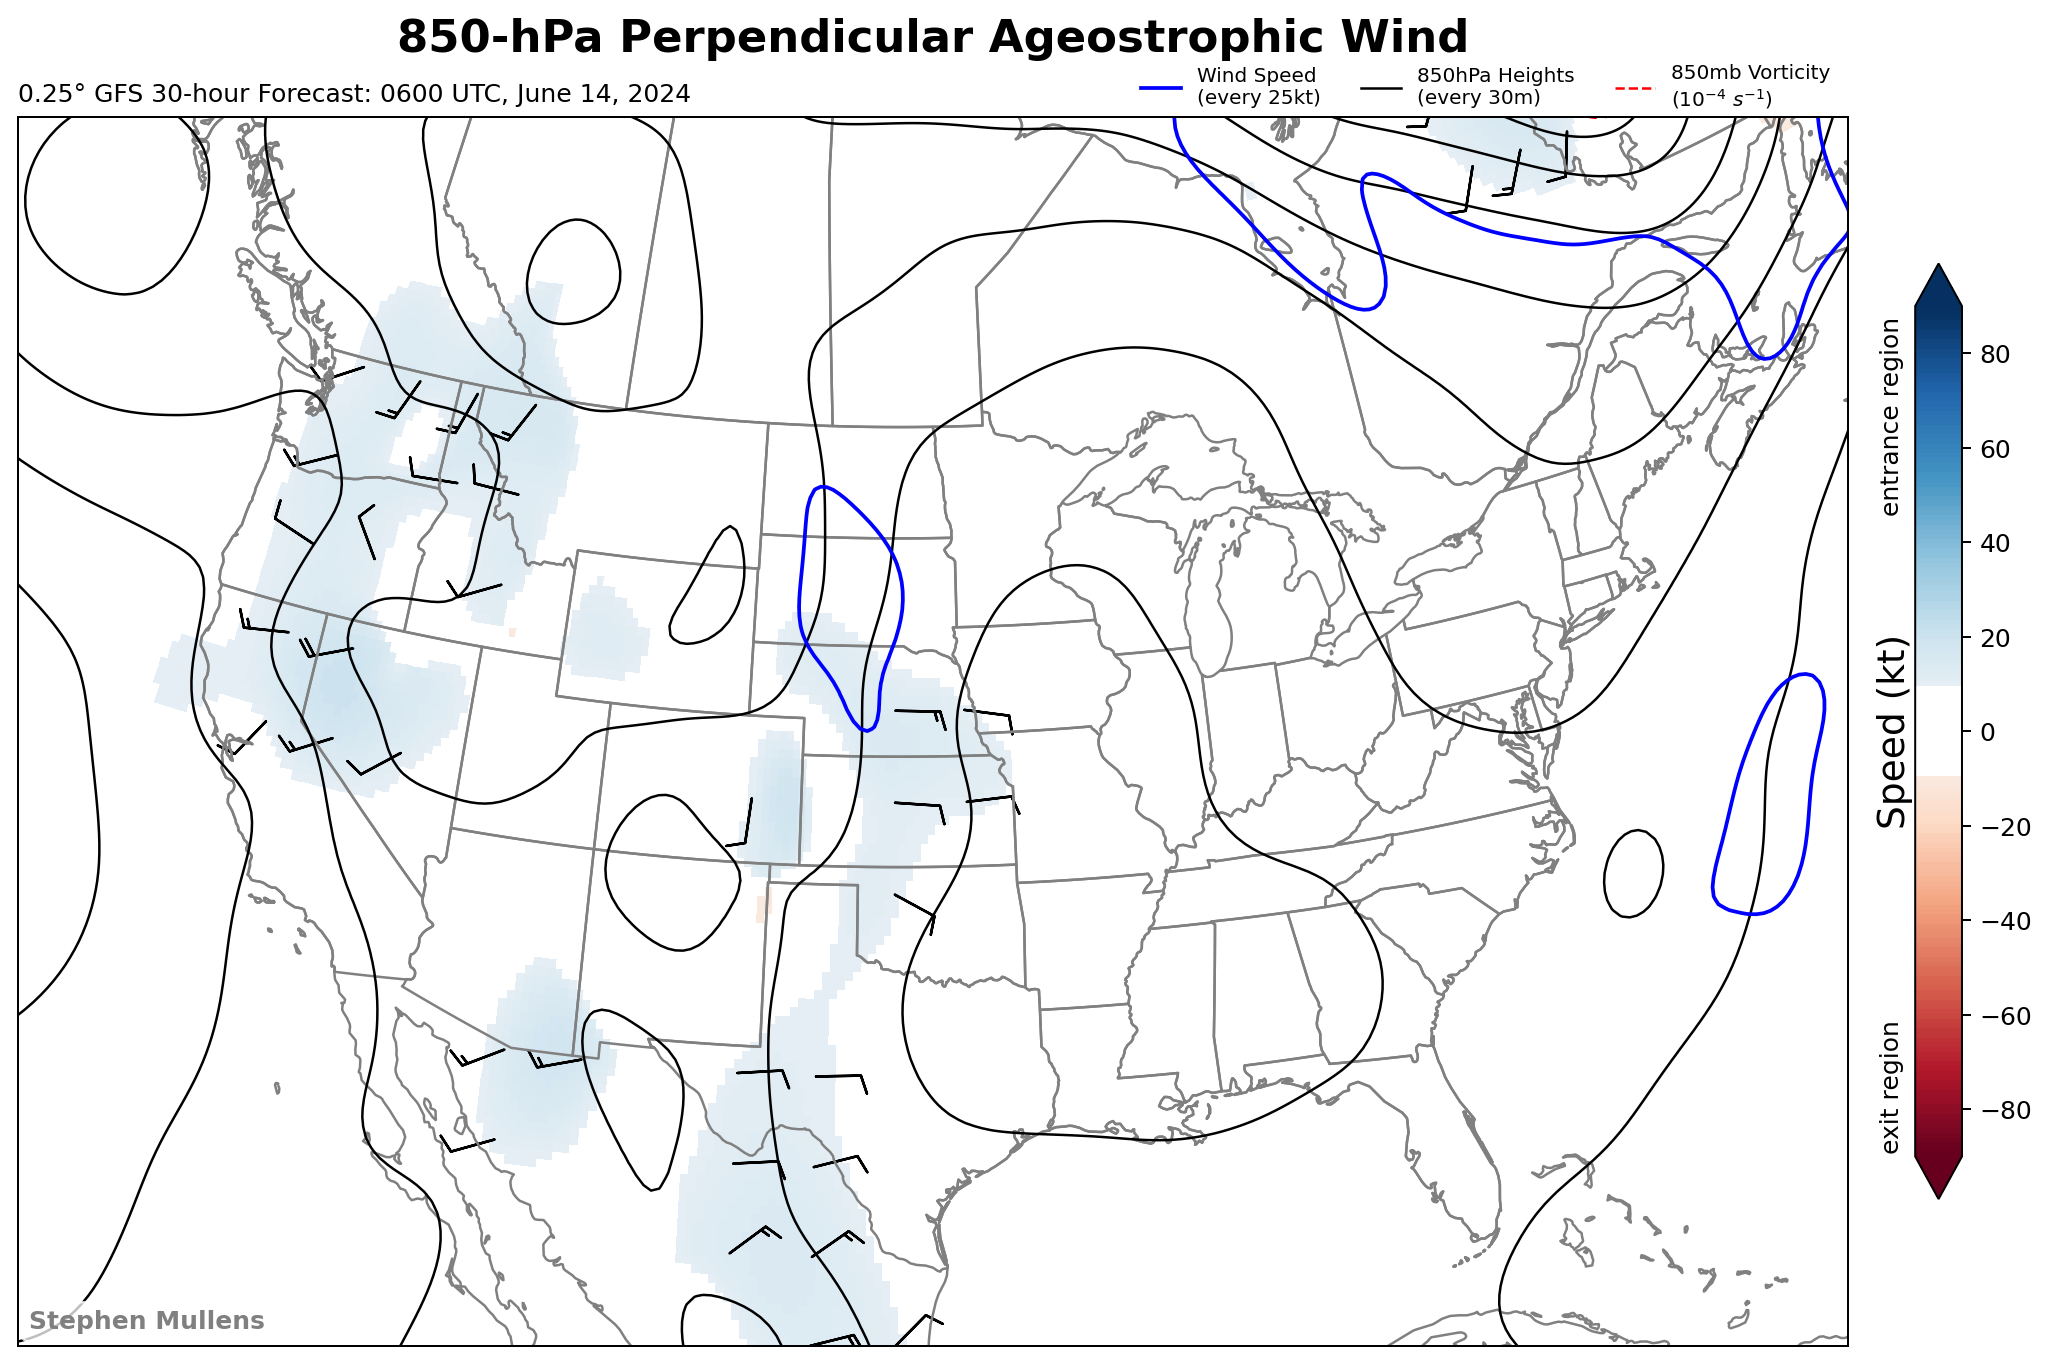 850-hPa Perpendicular Ageostrophic Wind
0.25° GFS 30-hour Forecast: 0600 UTC, June 14, 2024
Wind Speed
(every 25kt)
850hPa Heights
(every 30m)
850mb Vorticity
(10⁻⁴ s⁻¹)
entrance region
Speed (kt)
exit region
80
60
40
20
0
−20
−40
−60
−80
Stephen Mullens